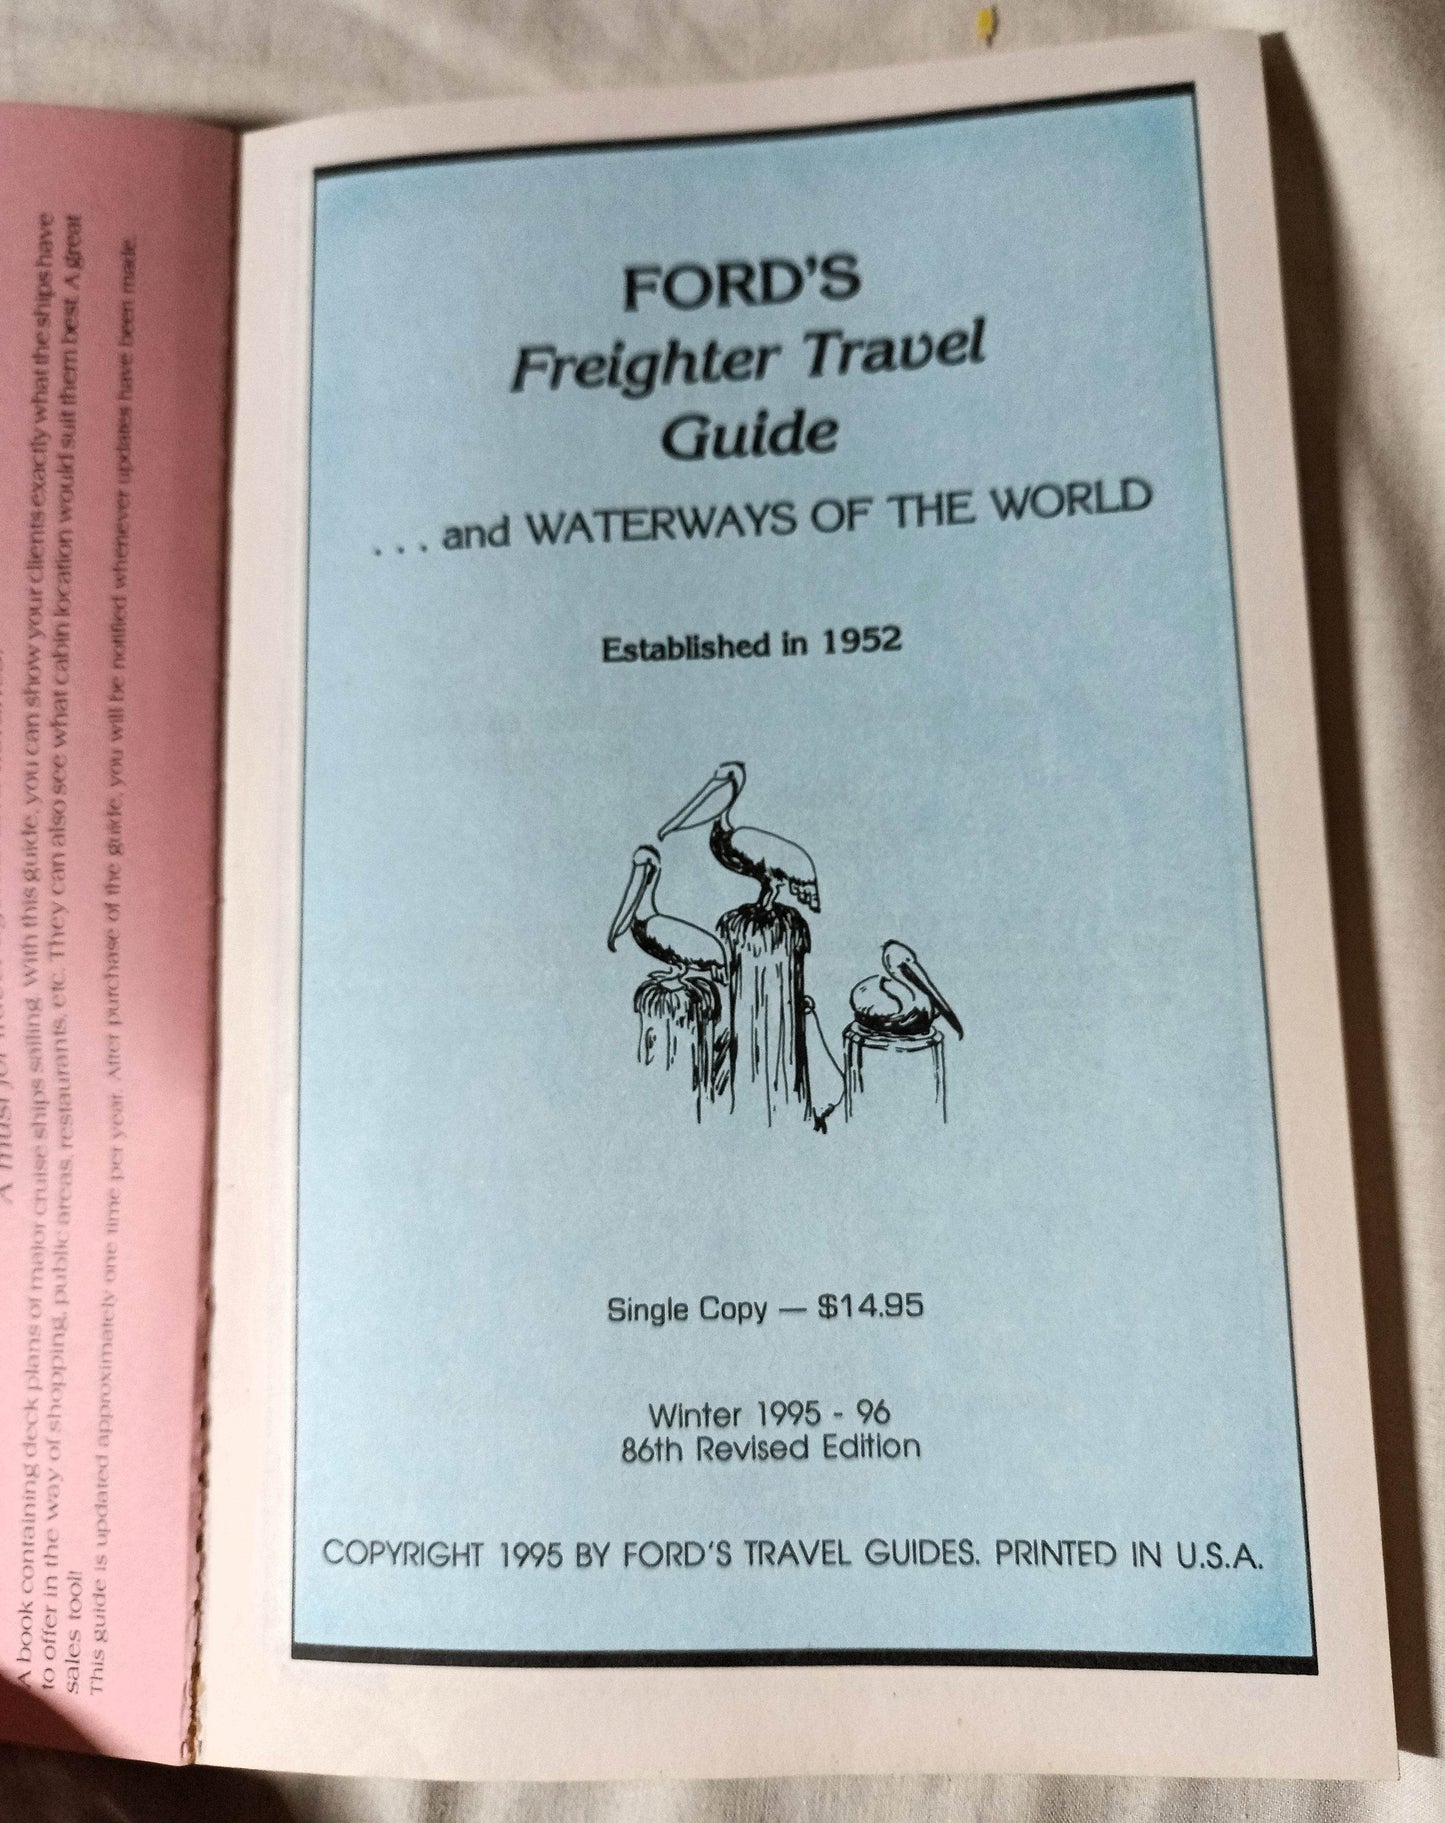 FORD'S
Freighter Travel
Guide
. . . and WATERWAYS OF THE WORLD
Established in 1952
Single Copy — $14.95
Winter 1995 - 96
86th Revised Edition
COPYRIGHT 1995 BY FORD'S TRAVEL GUIDES. PRINTED IN U.S.A.
A must for
A book containing deck plans of major cruise ships sailing. With this guide, you can show your clients exactly what the ships have
to offer in the way of shopping, public areas, restaurants, etc. They can also see what cabin location would suit them best. A great
sales tool!
This guide is updated approximately one time per year. After purchase of the guide, you will be notified whenever updates have been made.